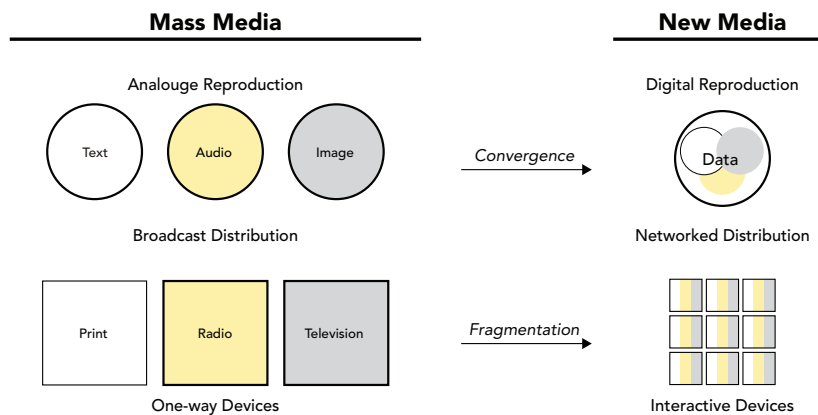 Mass Media
New Media
Analouge Reproduction
Digital Reproduction
Text
Audio
Image
Convergence
Data
Broadcast Distribution
Networked Distribution
Print
Radio
Television
Fragmentation
One-way Devices
Interactive Devices